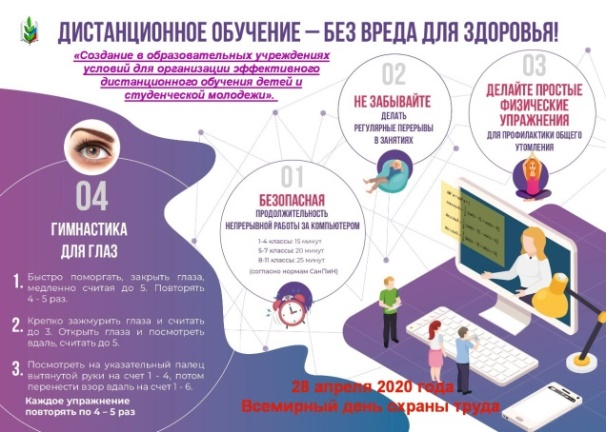 ДИСТАНЦИОННОЕ ОБУЧЕНИЕ – БЕЗ ВРЕДА ДЛЯ ЗДОРОВЬЯ!
«Создание в образовательных учреждениях
условий для организации эффективного
дистанционного обучения детей и
студенческой молодежи».
01
БЕЗОПАСНАЯ
ПРОДОЛЖИТЕЛЬНОСТЬ
НЕПРЕРЫВНОЙ РАБОТЫ ЗА КОМПЬЮТЕРОМ
1-4 классы: 15 минут
5-7 классы: 20 минут
8-11 классы: 25 минут
(согласно нормам СанПиН)
02
НЕ ЗАБЫВАЙТЕ
ДЕЛАТЬ
РЕГУЛЯРНЫЕ ПЕРЕРЫВЫ
В ЗАНЯТИЯХ
03
ДЕЛАЙТЕ ПРОСТЫЕ
ФИЗИЧЕСКИЕ
УПРАЖНЕНИЯ
ДЛЯ ПРОФИЛАКТИКИ ОБЩЕГО
УТОМЛЕНИЯ
04
ГИМНАСТИКА
ДЛЯ ГЛАЗ
1. Быстро поморгать, закрыть глаза,
медленно считая до 5. Повторять
4 - 5 раз.
2. Крепко зажмурить глаза и считать
до 3. Открыть глаза и посмотреть
вдаль, считать до 5.
3. Посмотреть на указательный палец
вытянутой руки на счет 1 - 4, потом
перенести взор вдаль на счет 1 - 6.
Каждое упражнение
повторять по 4 – 5 раз
28 апреля 2020 года
Всемирный день охраны труда